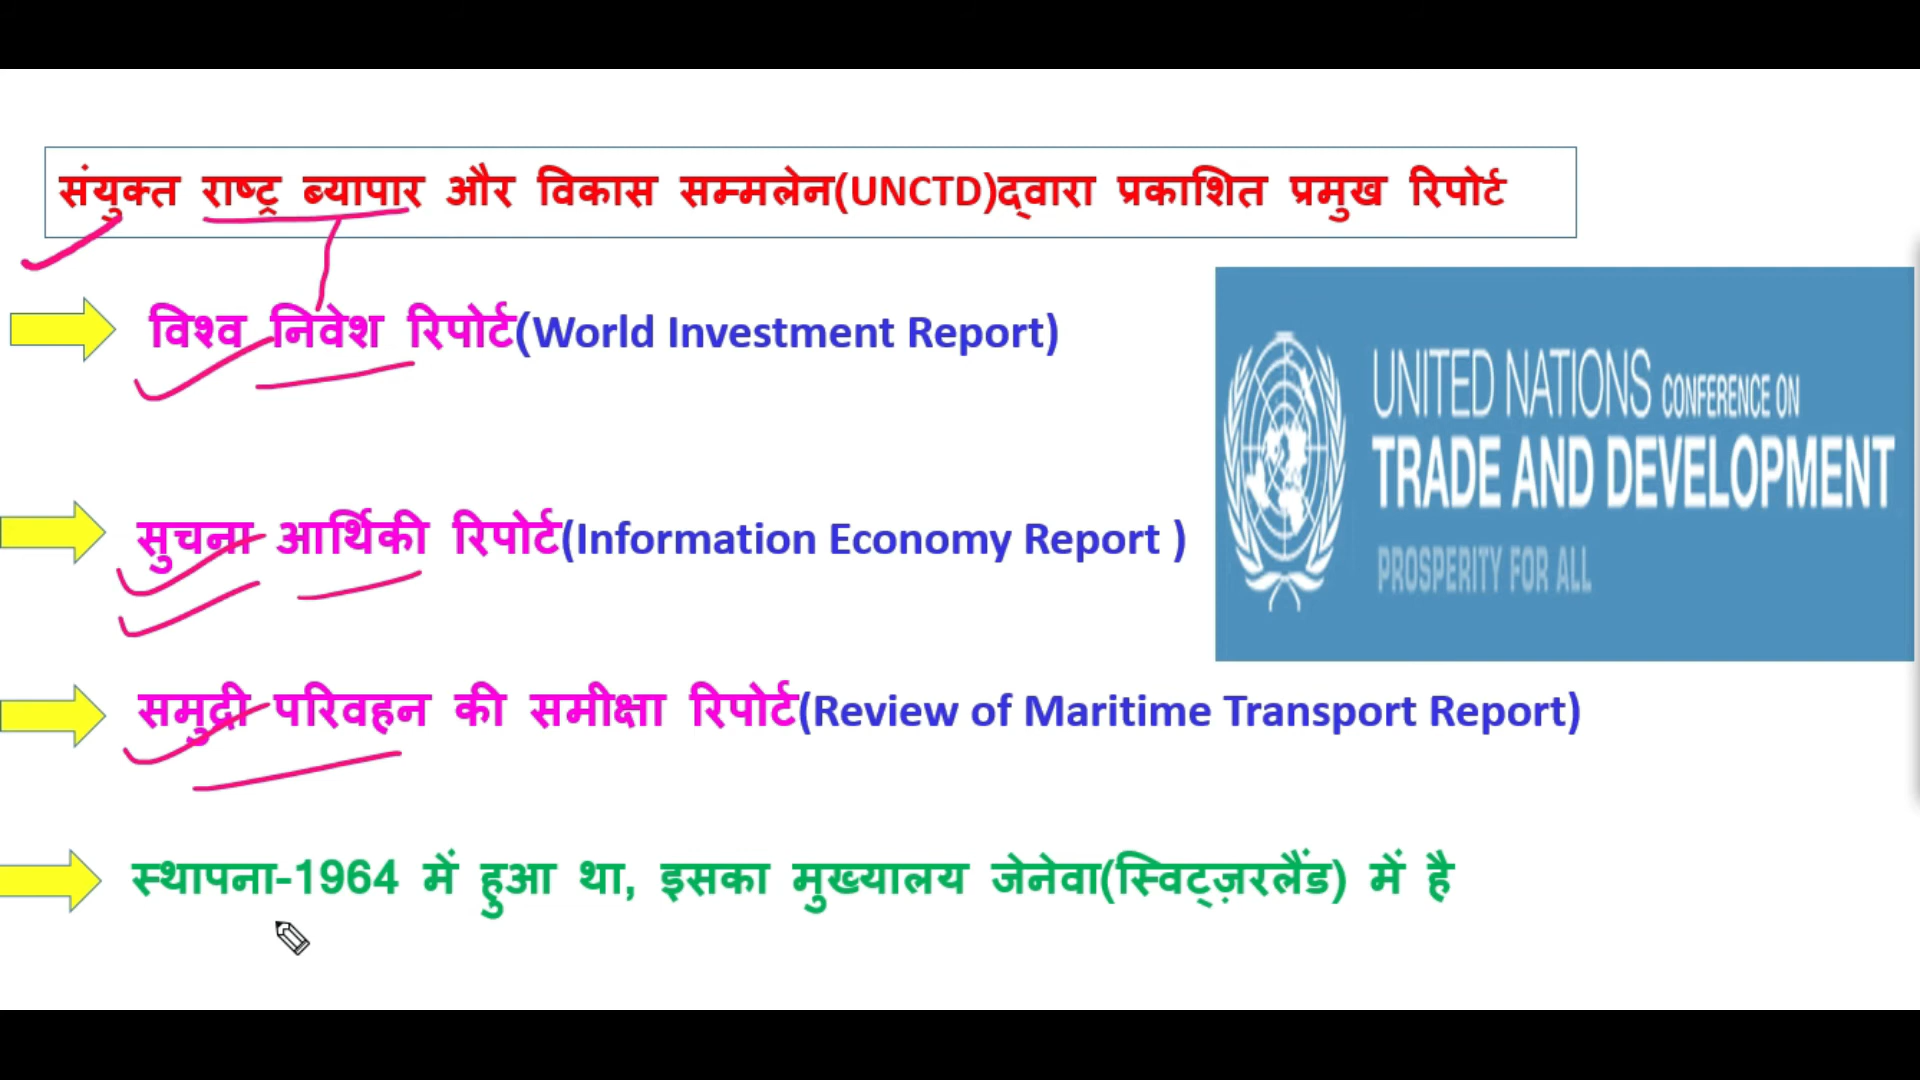 संयुक्त राष्ट्र ब्यापार और विकास सम्मलेन(UNCTD)द्वारा प्रकाशित प्रमुख रिपोर्ट
विश्व निवेश रिपोर्ट(World Investment Report)
UNITED NATIONS CONFERENCE ON
TRADE AND DEVELOPMENT
PROSPERITY FOR ALL
सुचना आर्थिकी रिपोर्ट(Information Economy Report )
समुद्री परिवहन की समीक्षा रिपोर्ट(Review of Maritime Transport Report)
स्थापना-1964 में हुआ था, इसका मुख्यालय जेनेवा(स्विट्ज़रलैंड) में है